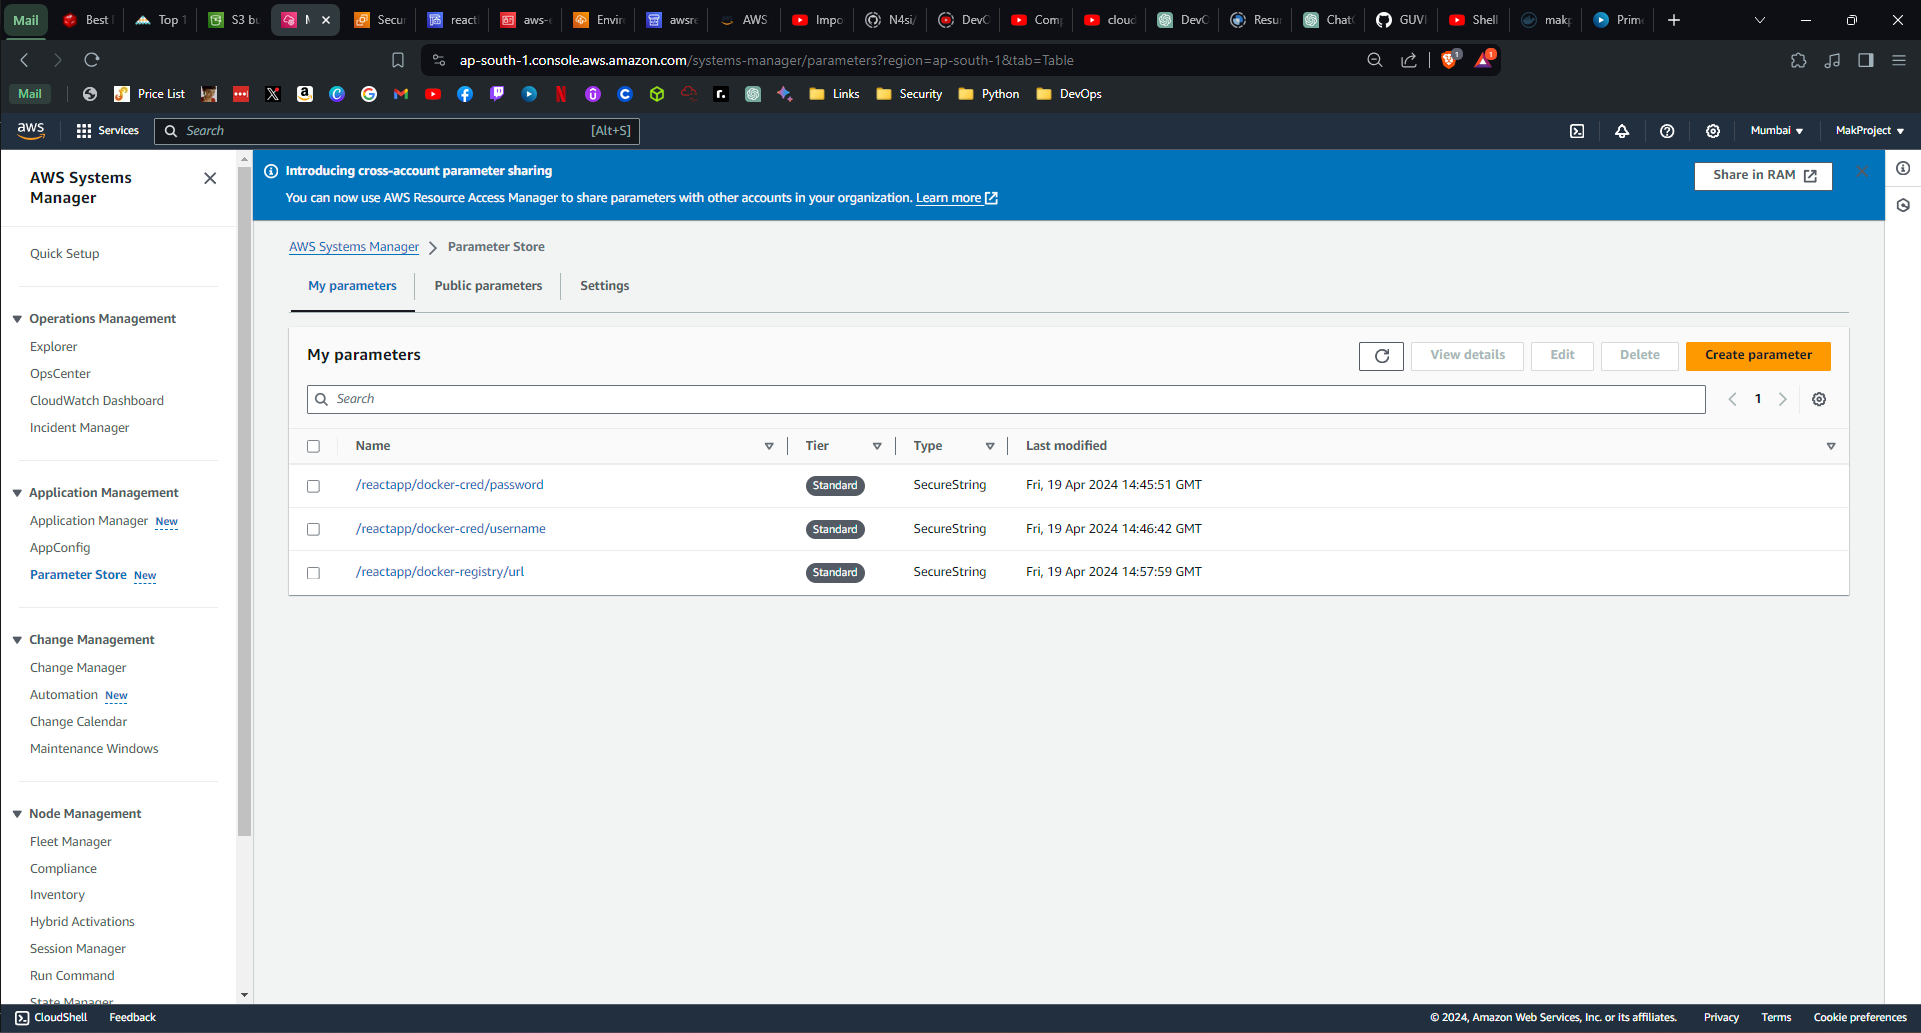 Mail
Best
Top 1
S3 bu
Secur
react
aws-e
Envir
awsre
AWS
Impo
N4si/
DevO
Comp
cloud
DevO
Resu
Chat
GUVI
Shell
makp
Prime
ap-south-1.console.aws.amazon.com/systems-manager/parameters?region=ap-south-1&tab=Table
1
1
Mail
Price List
Links
Security
Python
DevOps
aws
Services
Search
[Alt+S]
Mumbai
MakProject
AWS Systems
Manager
Quick Setup
Operations Management
Explorer
OpsCenter
CloudWatch Dashboard
Incident Manager
Application Management
Application Manager New
AppConfig
Parameter Store New
Change Management
Change Manager
Automation New
Change Calendar
Maintenance Windows
Node Management
Fleet Manager
Compliance
Inventory
Hybrid Activations
Session Manager
Run Command
State Manager
Introducing cross-account parameter sharing
You can now use AWS Resource Access Manager to share parameters with other accounts in your organization. Learn more
Share in RAM
AWS Systems Manager
Parameter Store
My parameters
Public parameters
Settings
My parameters
View details
Edit
Delete
Create parameter
Search
1
Name
Tier
Type
Last modified
/reactapp/docker-cred/password Standard SecureString Fri, 19 Apr 2024 14:45:51 GMT
/reactapp/docker-cred/username Standard SecureString Fri, 19 Apr 2024 14:46:42 GMT
/reactapp/docker-registry/url Standard SecureString Fri, 19 Apr 2024 14:57:59 GMT
CloudShell
Feedback
© 2024, Amazon Web Services, Inc. or its affiliates.
Privacy
Terms
Cookie preferences